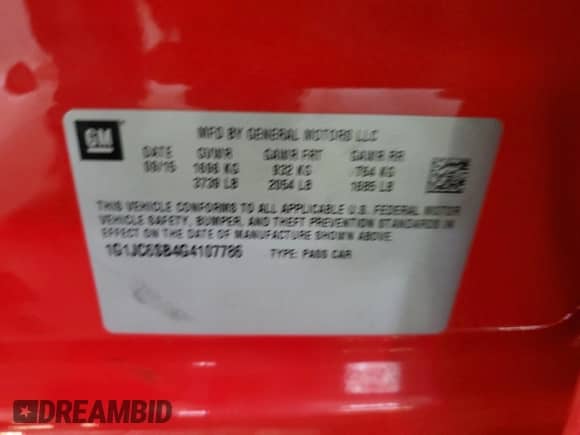 GM
MFD BY GENERAL MOTORS LLC
DATE GVWR GAWR FRT GAWR RR
09/15 1696 KG 932 KG 764 KG
3739 LB 2054 LB 1685 LB
THIS VEHICLE CONFORMS TO ALL APPLICABLE U.S. FEDERAL MOTOR
VEHICLE SAFETY, BUMPER, AND THEFT PREVENTION STANDARDS IN
EFFECT ON THE DATE OF MANUFACTURE SHOWN ABOVE.
1G1JC6SB4G4107786 TYPE: PASS CAR
DREAMBID